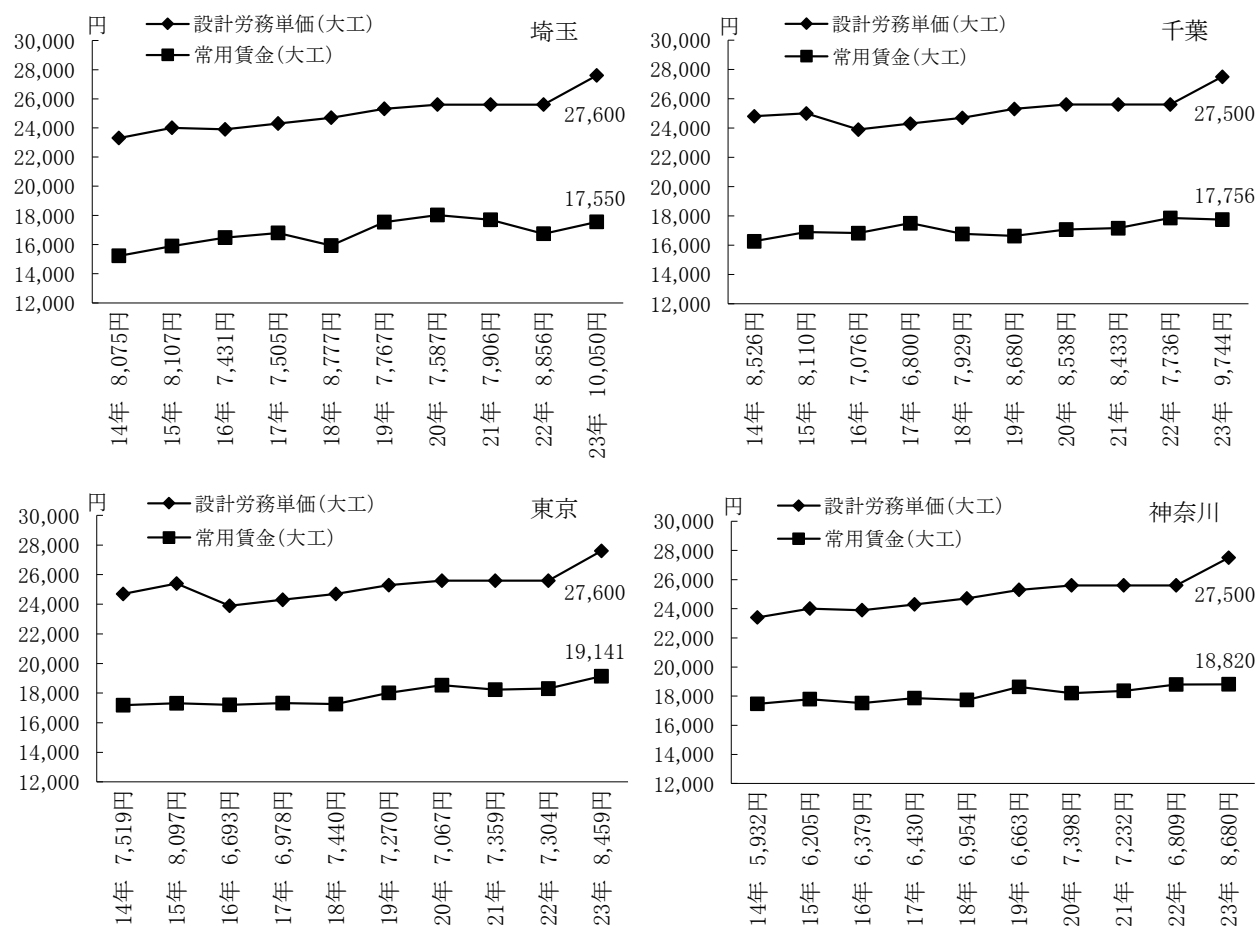 円
設計労務単価(大工)
常用賃金(大工)
埼玉
30,000
28,000
26,000
24,000
22,000
20,000
18,000
16,000
14,000
12,000
27,600
17,550
14年 8,075円
15年 8,107円
16年 7,431円
17年 7,505円
18年 8,777円
19年 7,767円
20年 7,587円
21年 7,906円
22年 8,856円
23年 10,050円
円
設計労務単価(大工)
常用賃金(大工)
千葉
30,000
28,000
26,000
24,000
22,000
20,000
18,000
16,000
14,000
12,000
27,500
17,756
14年 8,526円
15年 8,110円
16年 7,076円
17年 6,800円
18年 7,929円
19年 8,680円
20年 8,538円
21年 8,433円
22年 7,736円
23年 9,744円
円
設計労務単価(大工)
常用賃金(大工)
東京
30,000
28,000
26,000
24,000
22,000
20,000
18,000
16,000
14,000
12,000
27,600
19,141
14年 7,519円
15年 8,097円
16年 6,693円
17年 6,978円
18年 7,440円
19年 7,270円
20年 7,067円
21年 7,359円
22年 7,304円
23年 8,459円
円
設計労務単価(大工)
常用賃金(大工)
神奈川
30,000
28,000
26,000
24,000
22,000
20,000
18,000
16,000
14,000
12,000
27,500
18,820
14年 5,932円
15年 6,205円
16年 6,379円
17年 6,430円
18年 6,954円
19年 6,663円
20年 7,398円
21年 7,232円
22年 6,809円
23年 8,680円